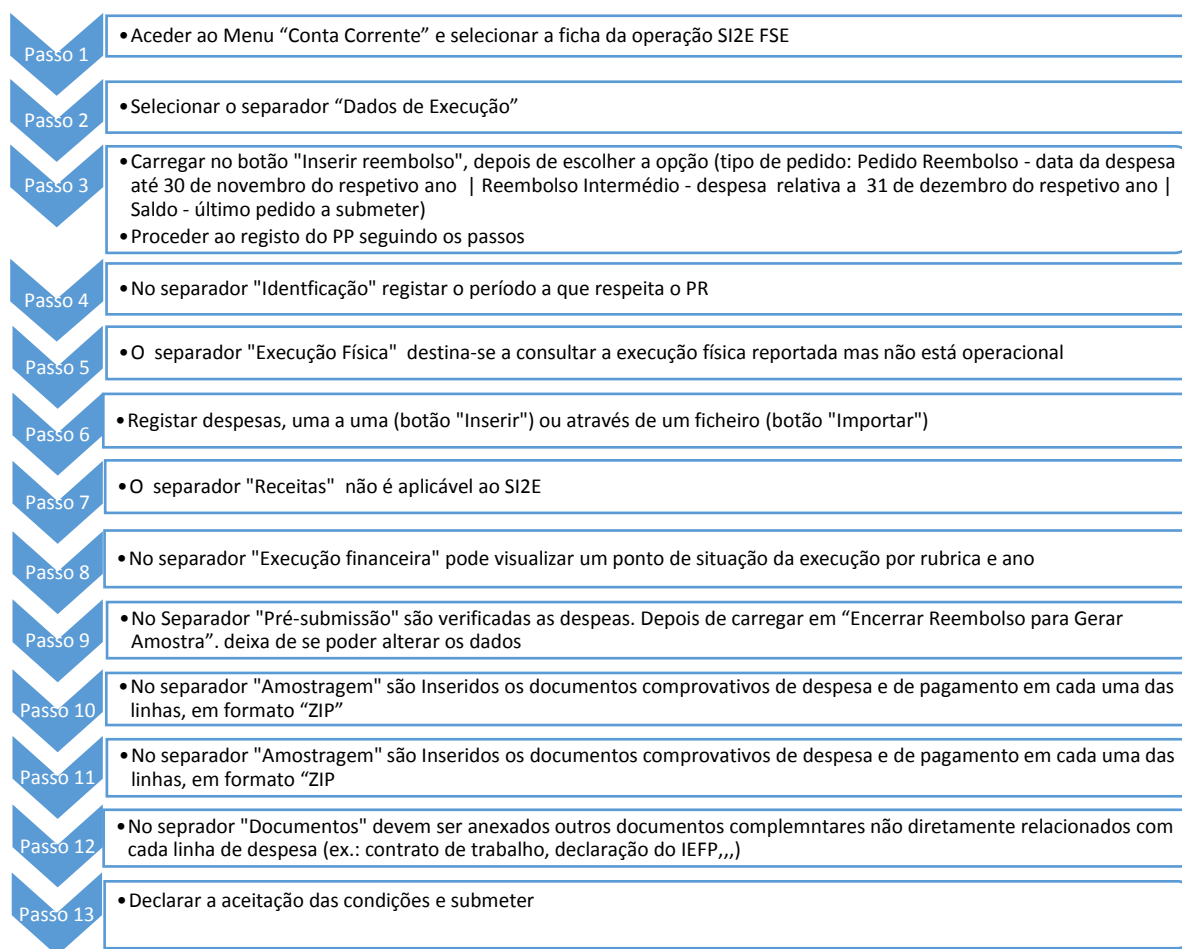 Passo 1
•Aceder ao Menu “Conta Corrente” e selecionar a ficha da operação SI2E FSE
Passo 2
•Selecionar o separador “Dados de Execução”
Passo 3
•Carregar no botão "Inserir reembolso", depois de escolher a opção (tipo de pedido: Pedido Reembolso - data da despesa
até 30 de novembro do respetivo ano | Reembolso Intermédio - despesa relativa a 31 de dezembro do respetivo ano |
Saldo - último pedido a submeter)
•Proceder ao registo do PP seguindo os passos
Passo 4
•No separador "Identficação" registar o período a que respeita o PR
Passo 5
•O separador "Execução Física" destina-se a consultar a execução física reportada mas não está operacional
Passo 6
•Registar despesas, uma a uma (botão "Inserir") ou através de um ficheiro (botão "Importar")
Passo 7
•O separador "Receitas" não é aplicável ao SI2E
Passo 8
•No separador "Execução financeira" pode visualizar um ponto de situação da execução por rubrica e ano
Passo 9
•No Separador "Pré-submissão" são verificadas as despeas. Depois de carregar em “Encerrar Reembolso para Gerar
Amostra”. deixa de se poder alterar os dados
Passo 10
•No separador "Amostragem" são Inseridos os documentos comprovativos de despesa e de pagamento em cada uma das
linhas, em formato “ZIP”
Passo 11
•No separador "Amostragem" são Inseridos os documentos comprovativos de despesa e de pagamento em cada uma das
linhas, em formato “ZIP
Passo 12
•No seprador "Documentos" devem ser anexados outros documentos complemntares não diretamente relacionados com
cada linha de despesa (ex.: contrato de trabalho, declaração do IEFP,,,)
Passo 13
•Declarar a aceitação das condições e submeter